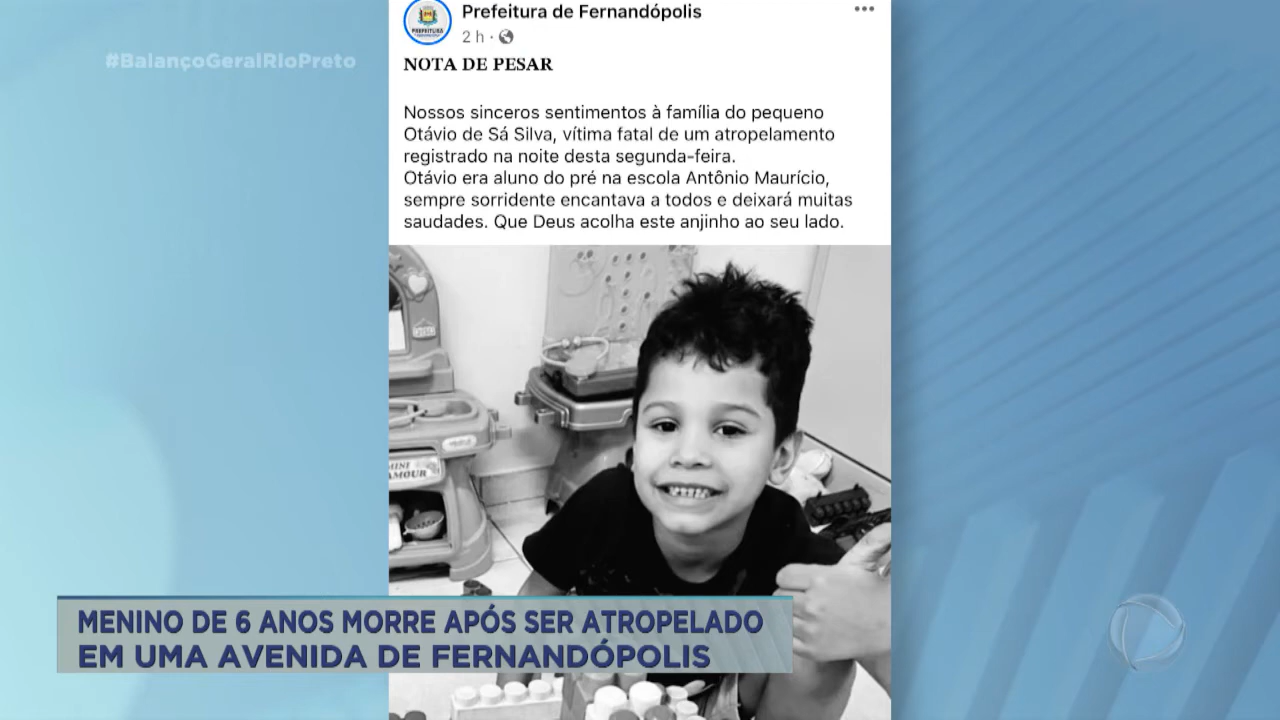 Prefeitura de Fernandópolis
2 h
#BalançoGeralRioPreto
NOTA DE PESAR
Nossos sinceros sentimentos à família do pequeno
Otávio de Sá Silva, vítima fatal de um atropelamento
registrado na noite desta segunda-feira.
Otávio era aluno do pré na escola Antônio Maurício,
sempre sorridente encantava a todos e deixará muitas
saudades. Que Deus acolha este anjinho ao seu lado.
MINI
AMOUR
MENINO DE 6 ANOS MORRE APÓS SER ATROPELADO
EM UMA AVENIDA DE FERNANDÓPOLIS